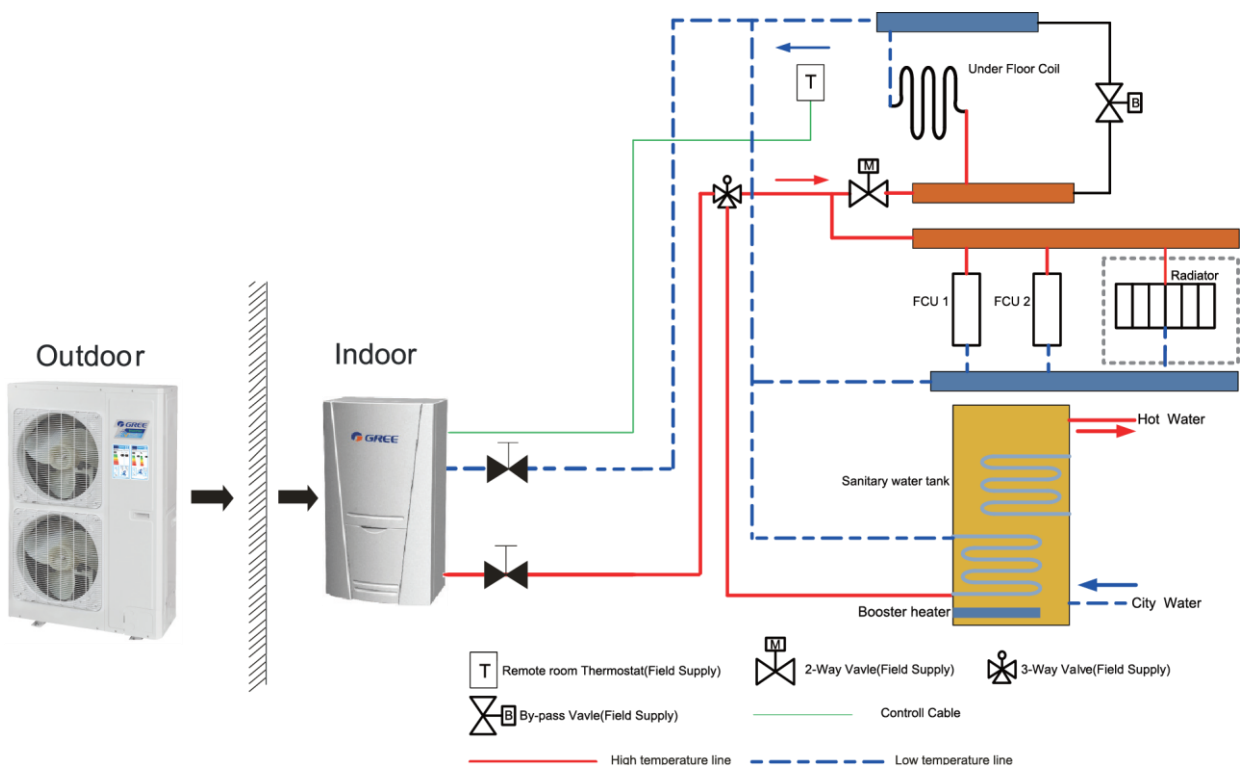 Under Floor Coil
T
B
M
Radiator
FCU 1
FCU 2
Outdoor
Indoor
GREE
GREE
Hot Water
Sanitary water tank
Booster heater
City Water
T
Remote room Thermostat(Field Supply)
M
2-Way Vavle(Field Supply)
3-Way Valve(Field Supply)
B
By-pass Vavle(Field Supply)
Controll Cable
High temperature line
Low temperature line